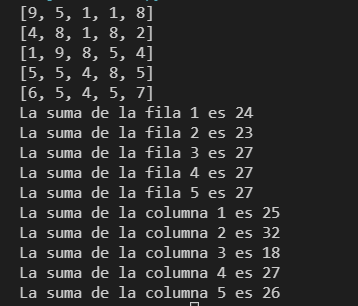 [9, 5, 1, 1, 8]
[4, 8, 1, 8, 2]
[1, 9, 8, 5, 4]
[5, 5, 4, 8, 5]
[6, 5, 4, 5, 7]
La suma de la fila 1 es 24
La suma de la fila 2 es 23
La suma de la fila 3 es 27
La suma de la fila 4 es 27
La suma de la fila 5 es 27
La suma de la columna 1 es 25
La suma de la columna 2 es 32
La suma de la columna 3 es 18
La suma de la columna 4 es 27
La suma de la columna 5 es 26